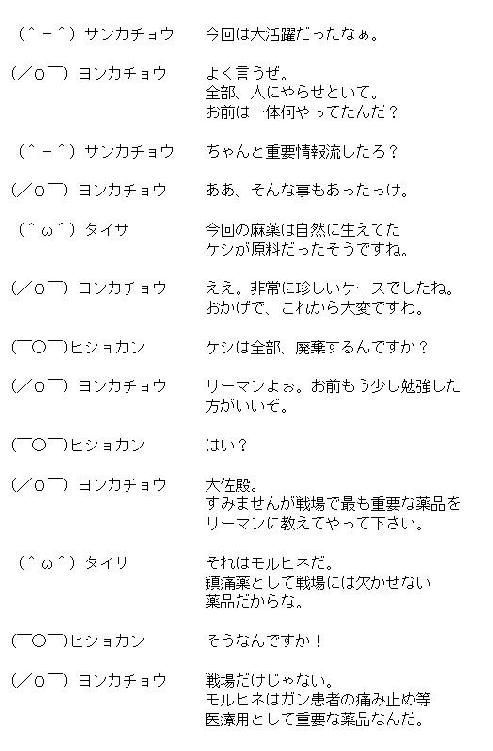 (＾－＾) サンカチョウ　今回は大活躍だったなぁ。
(／０￣) ヨンカチョウ　よく言うぜ。
全部、人にやらせといて。
お前は一体何やってたんだ？
(＾－＾) サンカチョウ　ちゃんと重要情報流したろ？
(／０￣) ヨンカチョウ　ああ、そんな事もあったっけ。
(＾ω＾) タイサ　今回の麻薬は自然に生えてた
ケシが原料だったそうですね。
(／０￣) ヨンカチョウ　ええ。非常に珍しいケースでしたね。
おかげで、これから大変ですわ。
(￣○￣)ヒショカン　ケシは全部、廃棄するんですか？
(／０￣) ヨンカチョウ　リーマンよぉ。お前もう少し勉強した
方がいいぞ。
(￣○￣)ヒショカン　はい？
(／０￣) ヨンカチョウ　大佐殿。
すみませんが戦場で最も重要な薬品を
リーマンに教えてやって下さい。
(＾ω＾) タイサ　それはモルヒネだ。
鎮痛薬として戦場には欠かせない
薬品だからな。
(￣○￣)ヒショカン　そうなんですか！
(／０￣) ヨンカチョウ　戦場だけじゃない。
モルヒネはガン患者の痛み止め等
医療用として重要な薬品なんだ。